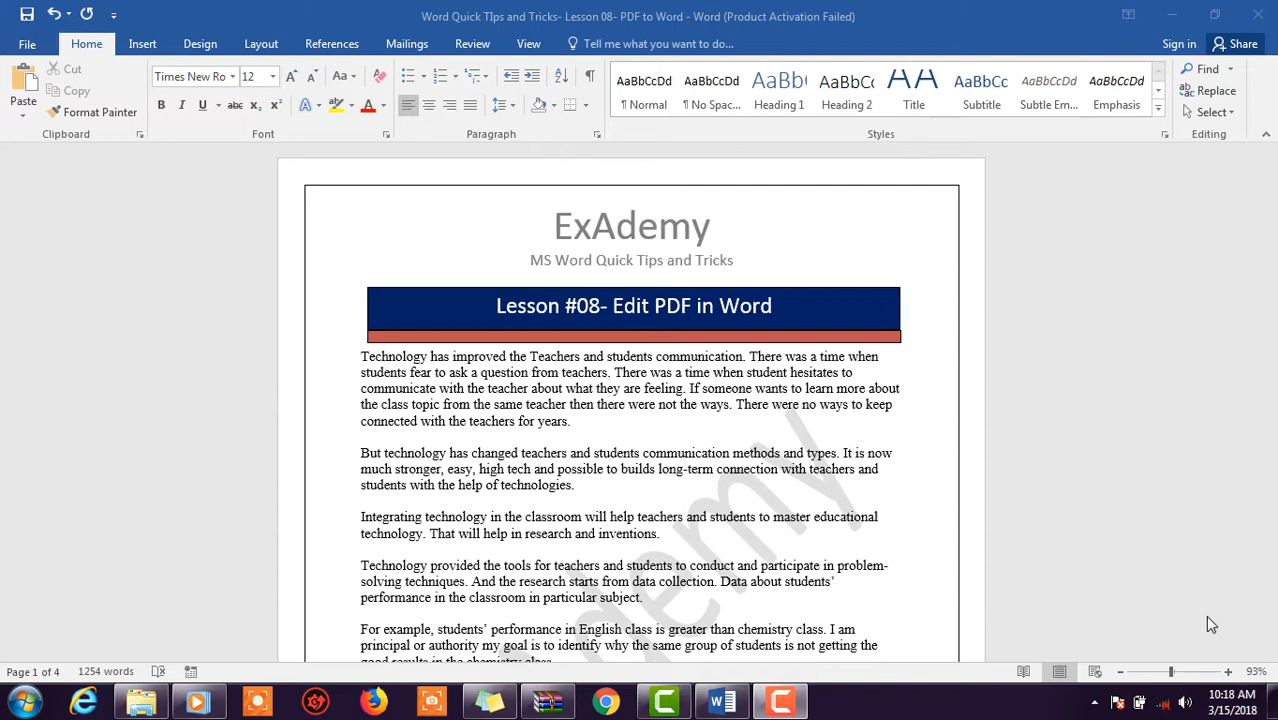 Word Quick TIps and Tricks- Lesson 08- PDF to Word - Word (Product Activation Failed)
File Home Insert Design Layout References Mailings Review View Tell me what you want to do... Sign in Share
Paste
Cut
Copy
Format Painter
Clipboard
Times New Ro 12
Aa
B I U abc x₂ x²
A A
Font
Paragraph
AaBbCcDd AaBbCcDd AaBbC AaBbC AA AaBbCc AaBbCcDd AaBbCcDd
¶ Normal ¶ No Spac... Heading 1 Heading 2 Title Subtitle Subtle Em... Emphasis
Styles
Find
Replace
Select
Editing
ExAdemy
MS Word Quick Tips and Tricks
Lesson #08- Edit PDF in Word
Technology has improved the Teachers and students communication. There was a time when
students fear to ask a question from teachers. There was a time when student hesitates to
communicate with the teacher about what they are feeling. If someone wants to learn more about
the class topic from the same teacher then there were not the ways. There were no ways to keep
connected with the teachers for years.
But technology has changed teachers and students communication methods and types. It is now
much stronger, easy, high tech and possible to builds long-term connection with teachers and
students with the help of technologies.
Integrating technology in the classroom will help teachers and students to master educational
technology. That will help in research and inventions.
Technology provided the tools for teachers and students to conduct and participate in problem-
solving techniques. And the research starts from data collection. Data about students’
performance in the classroom in particular subject.
For example, students’ performance in English class is greater than chemistry class. I am
principal or authority my goal is to identify why the same group of students is not getting the
good results in the chemistry class.
ademy
Page 1 of 4 1254 words 93%
10:18 AM
3/15/2018